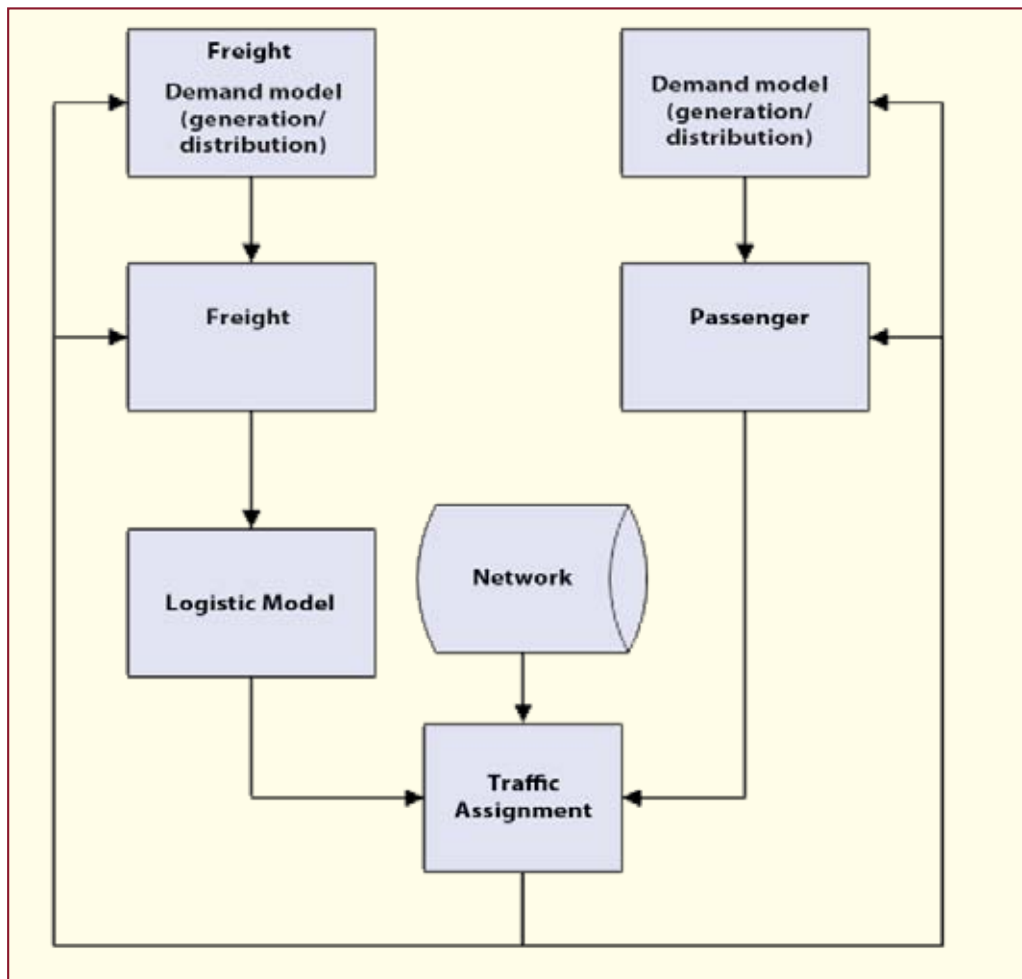 Freight
Demand model
(generation/
distribution)
Demand model
(generation/
distribution)
Freight
Passenger
Logistic Model
Network
Traffic
Assignment